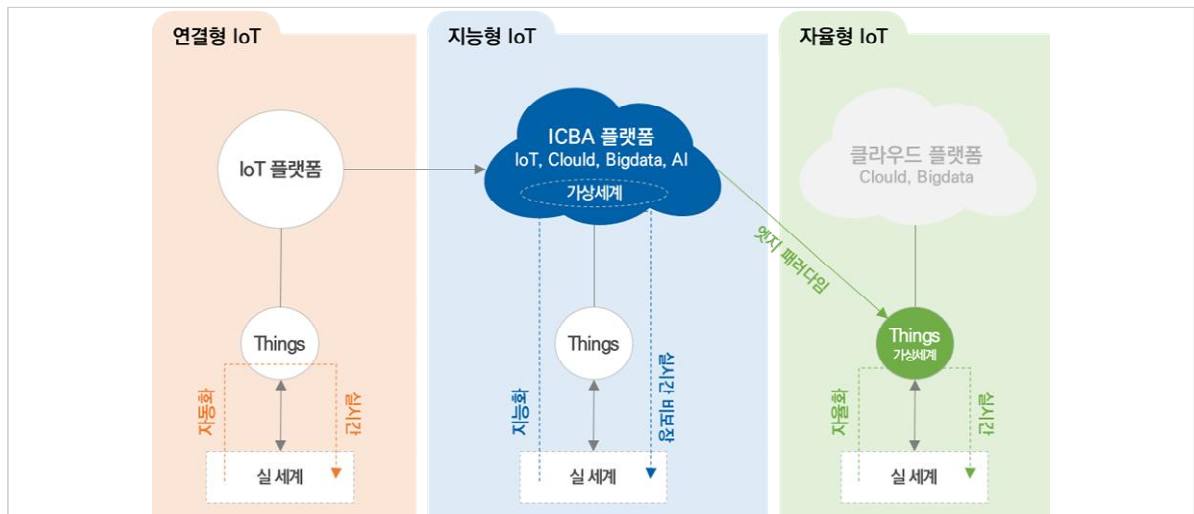 연결형 IoT
IoT 플랫폼
Things
자동화
실시간
실 세계
지능형 IoT
ICBA 플랫폼
IoT, Clould, Bigdata, AI
가상세계
Things
지능화
실시간 비보장
실 세계
엣지 패러다임
자율형 IoT
클라우드 플랫폼
Clould, Bigdata
Things
가상세계
자율화
실시간
실 세계